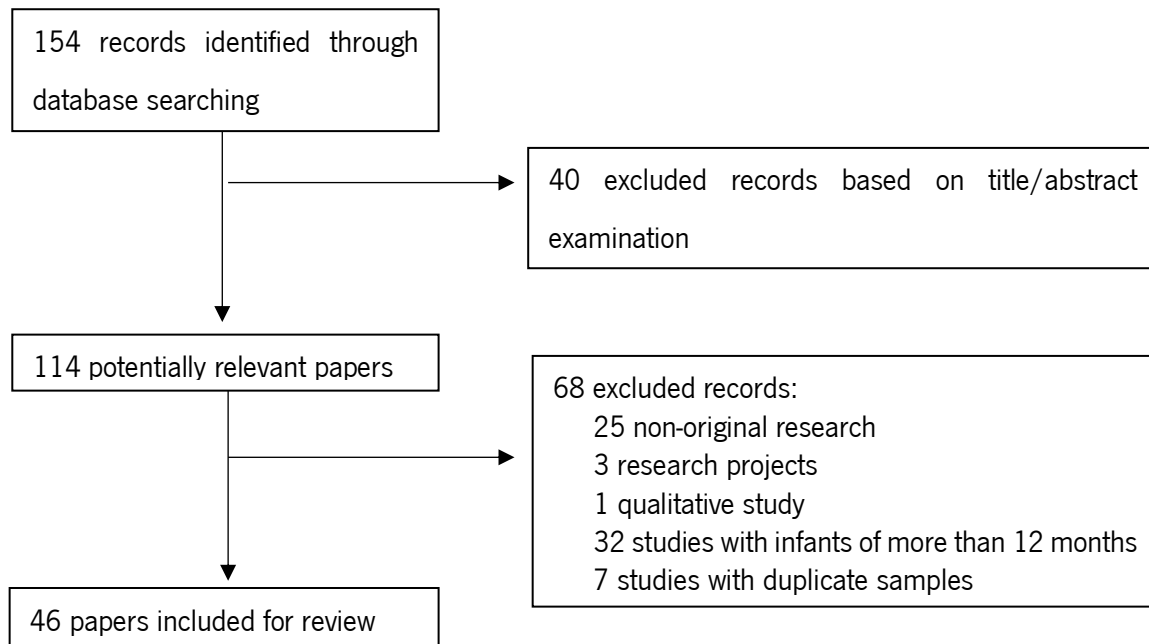 154 records identified through
database searching
40 excluded records based on title/abstract
examination
114 potentially relevant papers
68 excluded records:
25 non-original research
3 research projects
1 qualitative study
32 studies with infants of more than 12 months
7 studies with duplicate samples
46 papers included for review